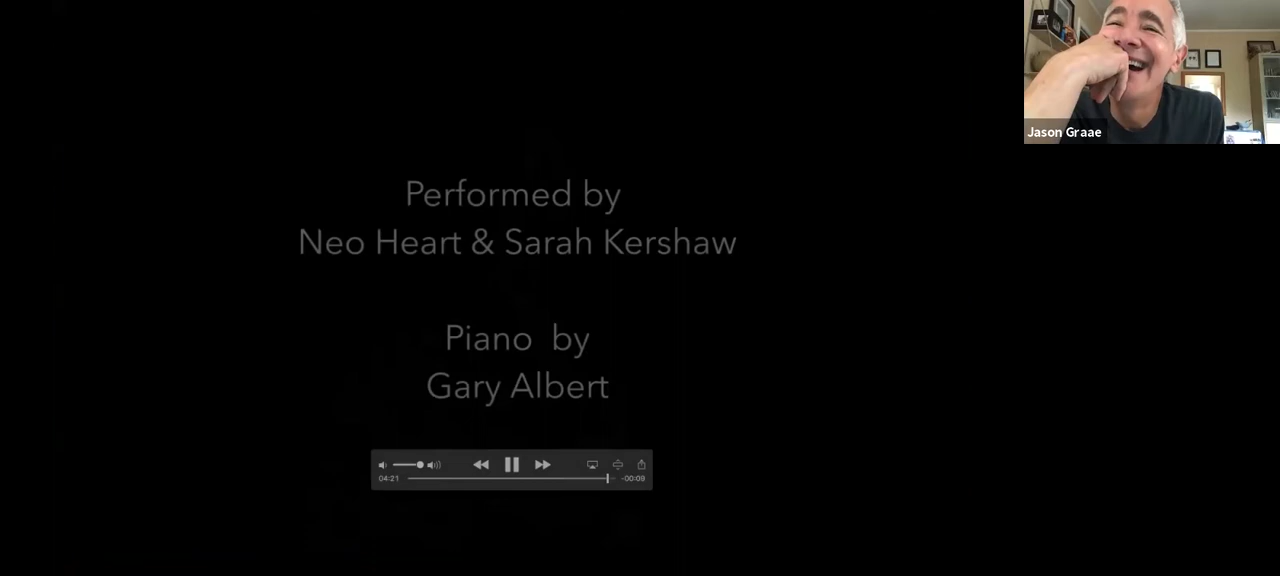 Performed by
Neo Heart & Sarah Kershaw
Piano by
Gary Albert
04:21
-00:09
Jason Graae